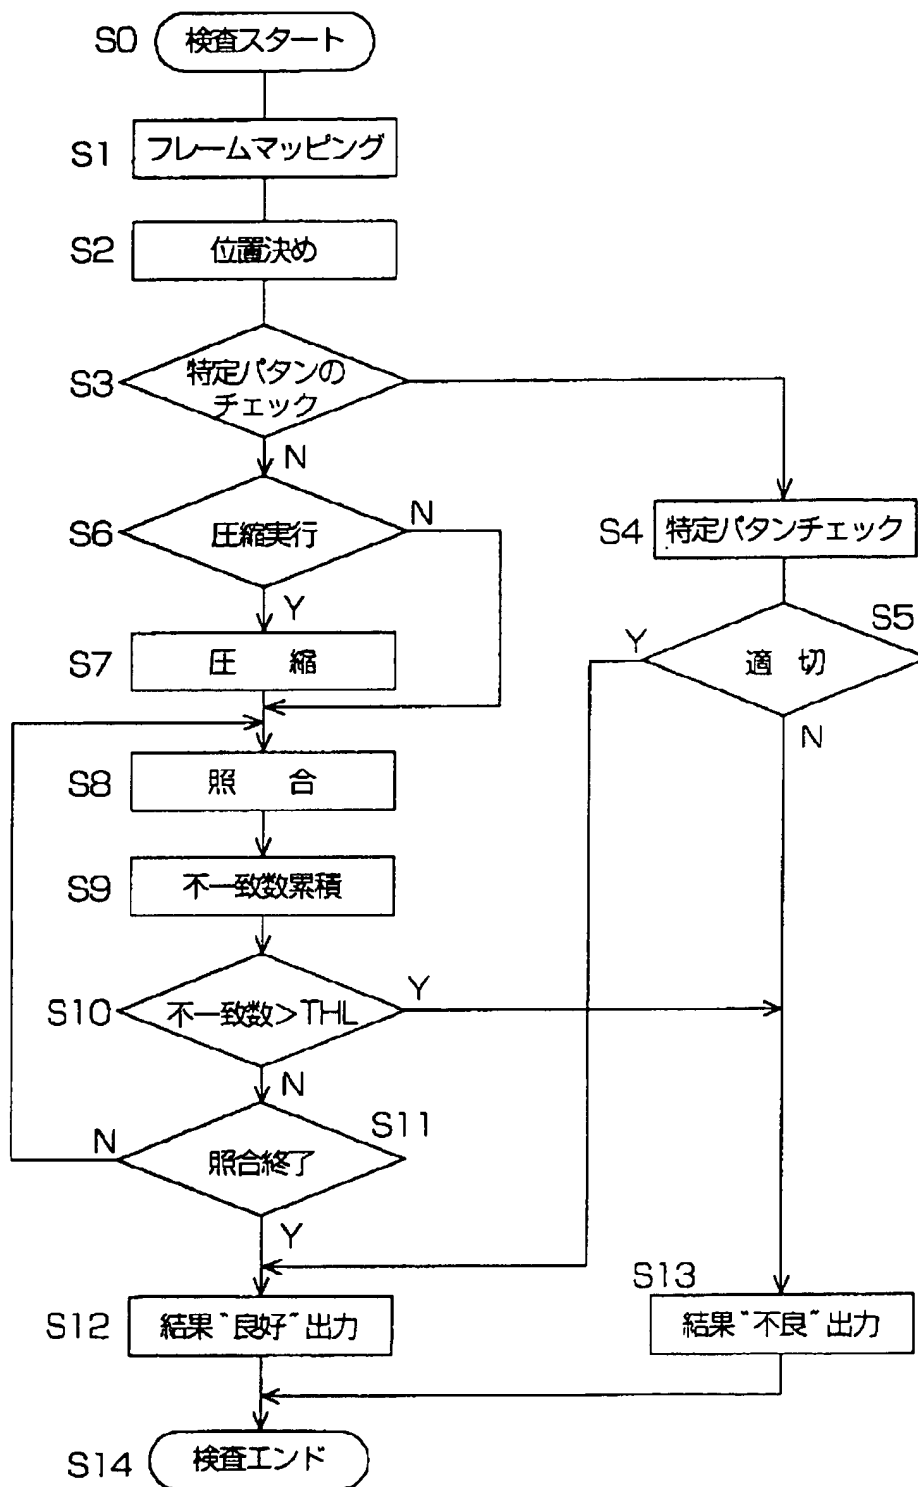 S0 検査スタート
S1 フレームマッピング
S2 位置決め
S3 特定パタンの
チェック
N
S6 圧縮実行 N
S4 特定パタンチェック
Y
S5
Y 適 切
N
S7 圧 縮
S8 照 合
S9 不一致数累積
S10 不一致数>THL Y
N
S11
N 照合終了
Y
S13
S12 結果"良好"出力
結果"不良"出力
S14 検査エンド